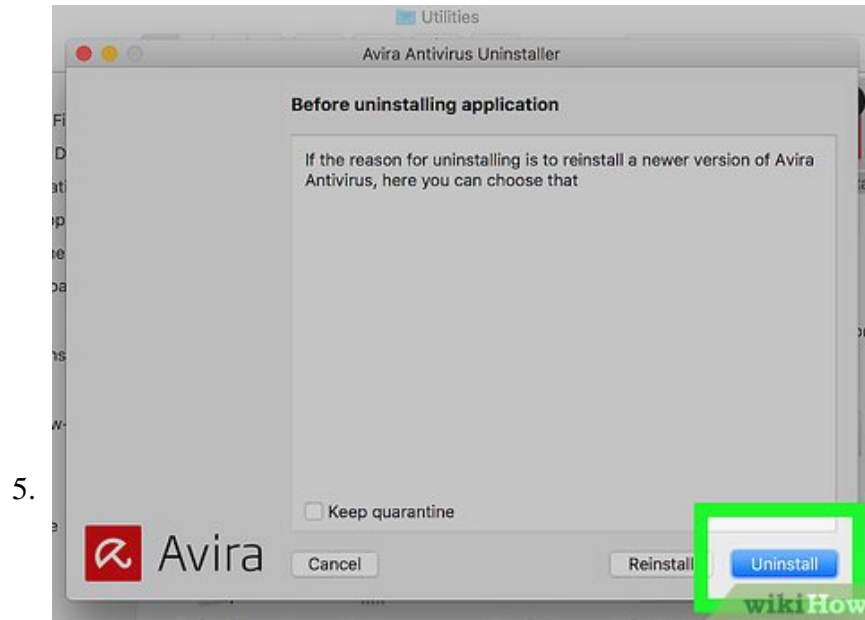 Utilities
Avira Antivirus Uninstaller
Before uninstalling application
If the reason for uninstalling is to reinstall a newer version of Avira
Antivirus, here you can choose that
5.
Keep quarantine
Avira
Cancel
Reinstall
Uninstall
wikiHow